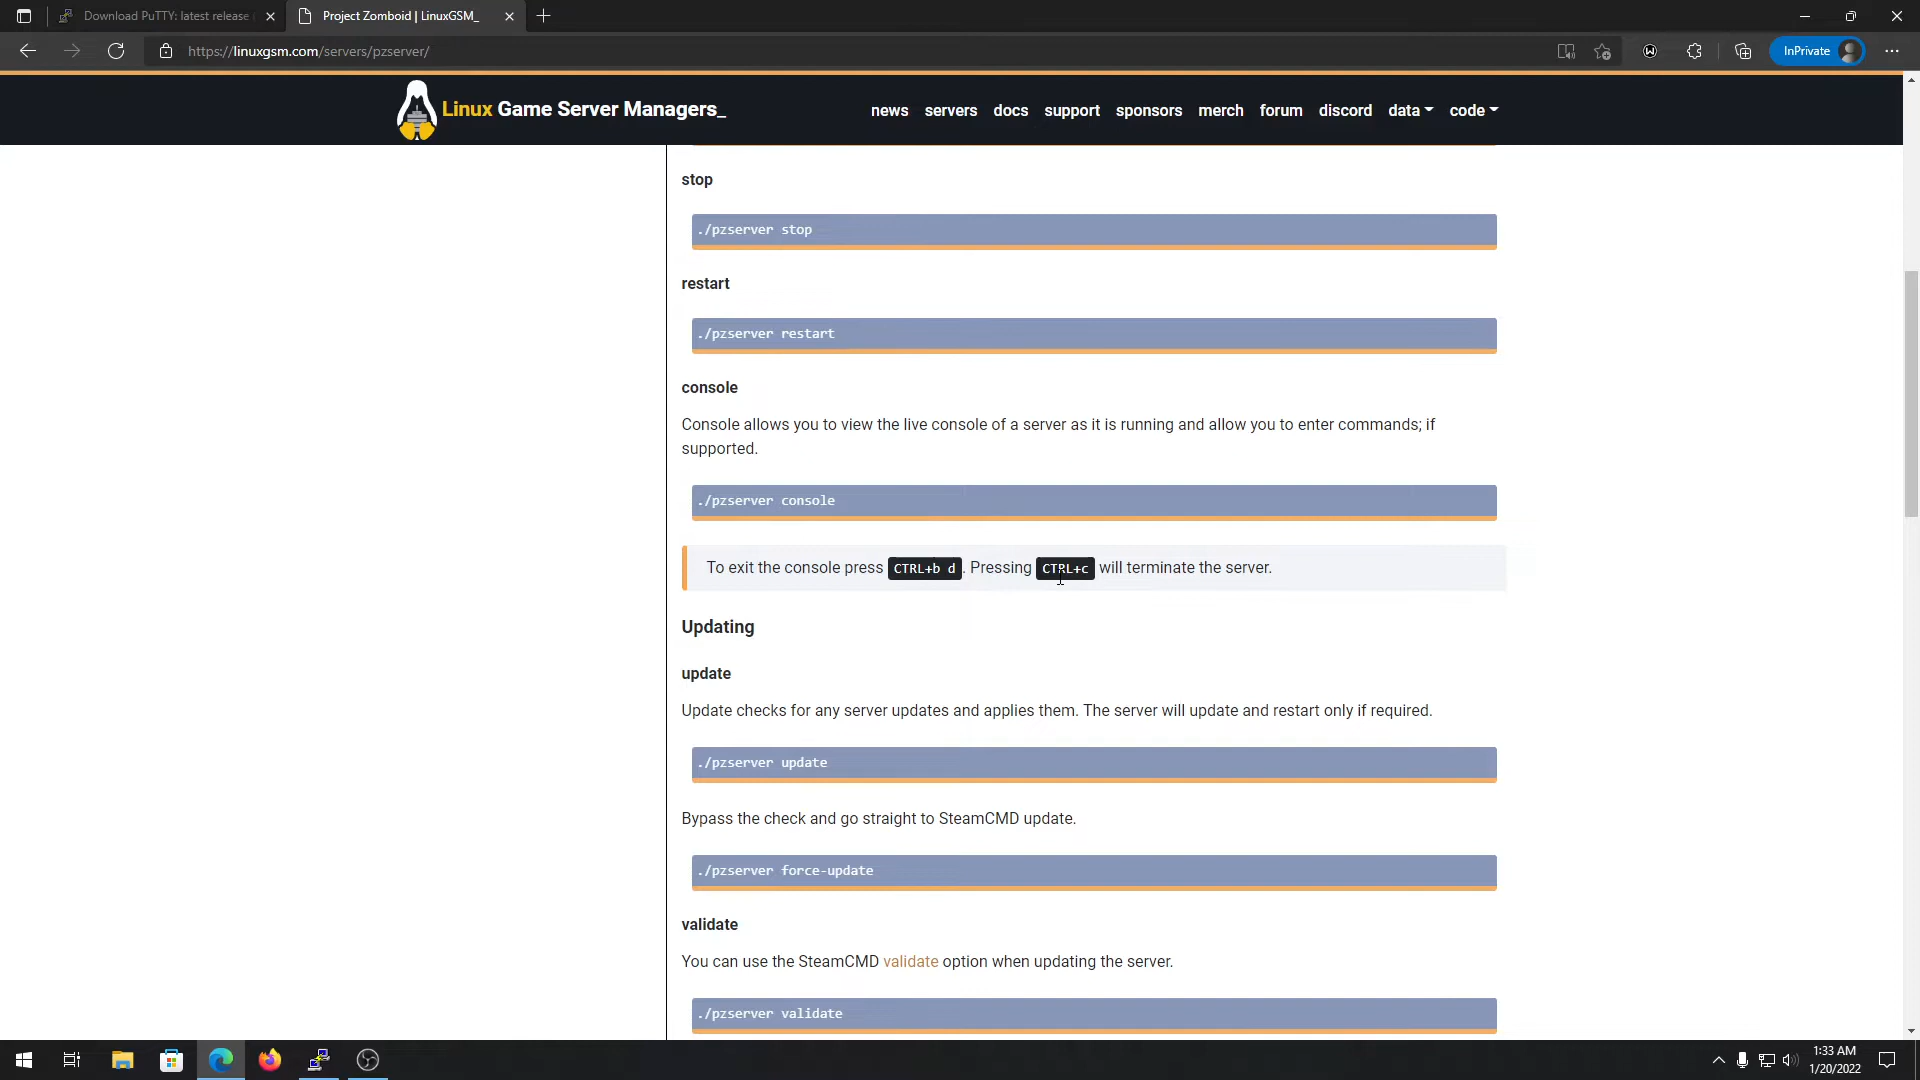 Download PuTTY: latest release
Project Zomboid | LinuxGSM_
https://linuxgsm.com/servers/pzserver/
InPrivate
Linux Game Server Managers_
news servers docs support sponsors merch forum discord data code
stop
./pzserver stop
restart
./pzserver restart
console
Console allows you to view the live console of a server as it is running and allow you to enter commands; if
supported.
./pzserver console
To exit the console press CTRL+b d . Pressing CTRL+c will terminate the server.
Updating
update
Update checks for any server updates and applies them. The server will update and restart only if required.
./pzserver update
Bypass the check and go straight to SteamCMD update.
./pzserver force-update
validate
You can use the SteamCMD validate option when updating the server.
./pzserver validate
1:33 AM
1/20/2022